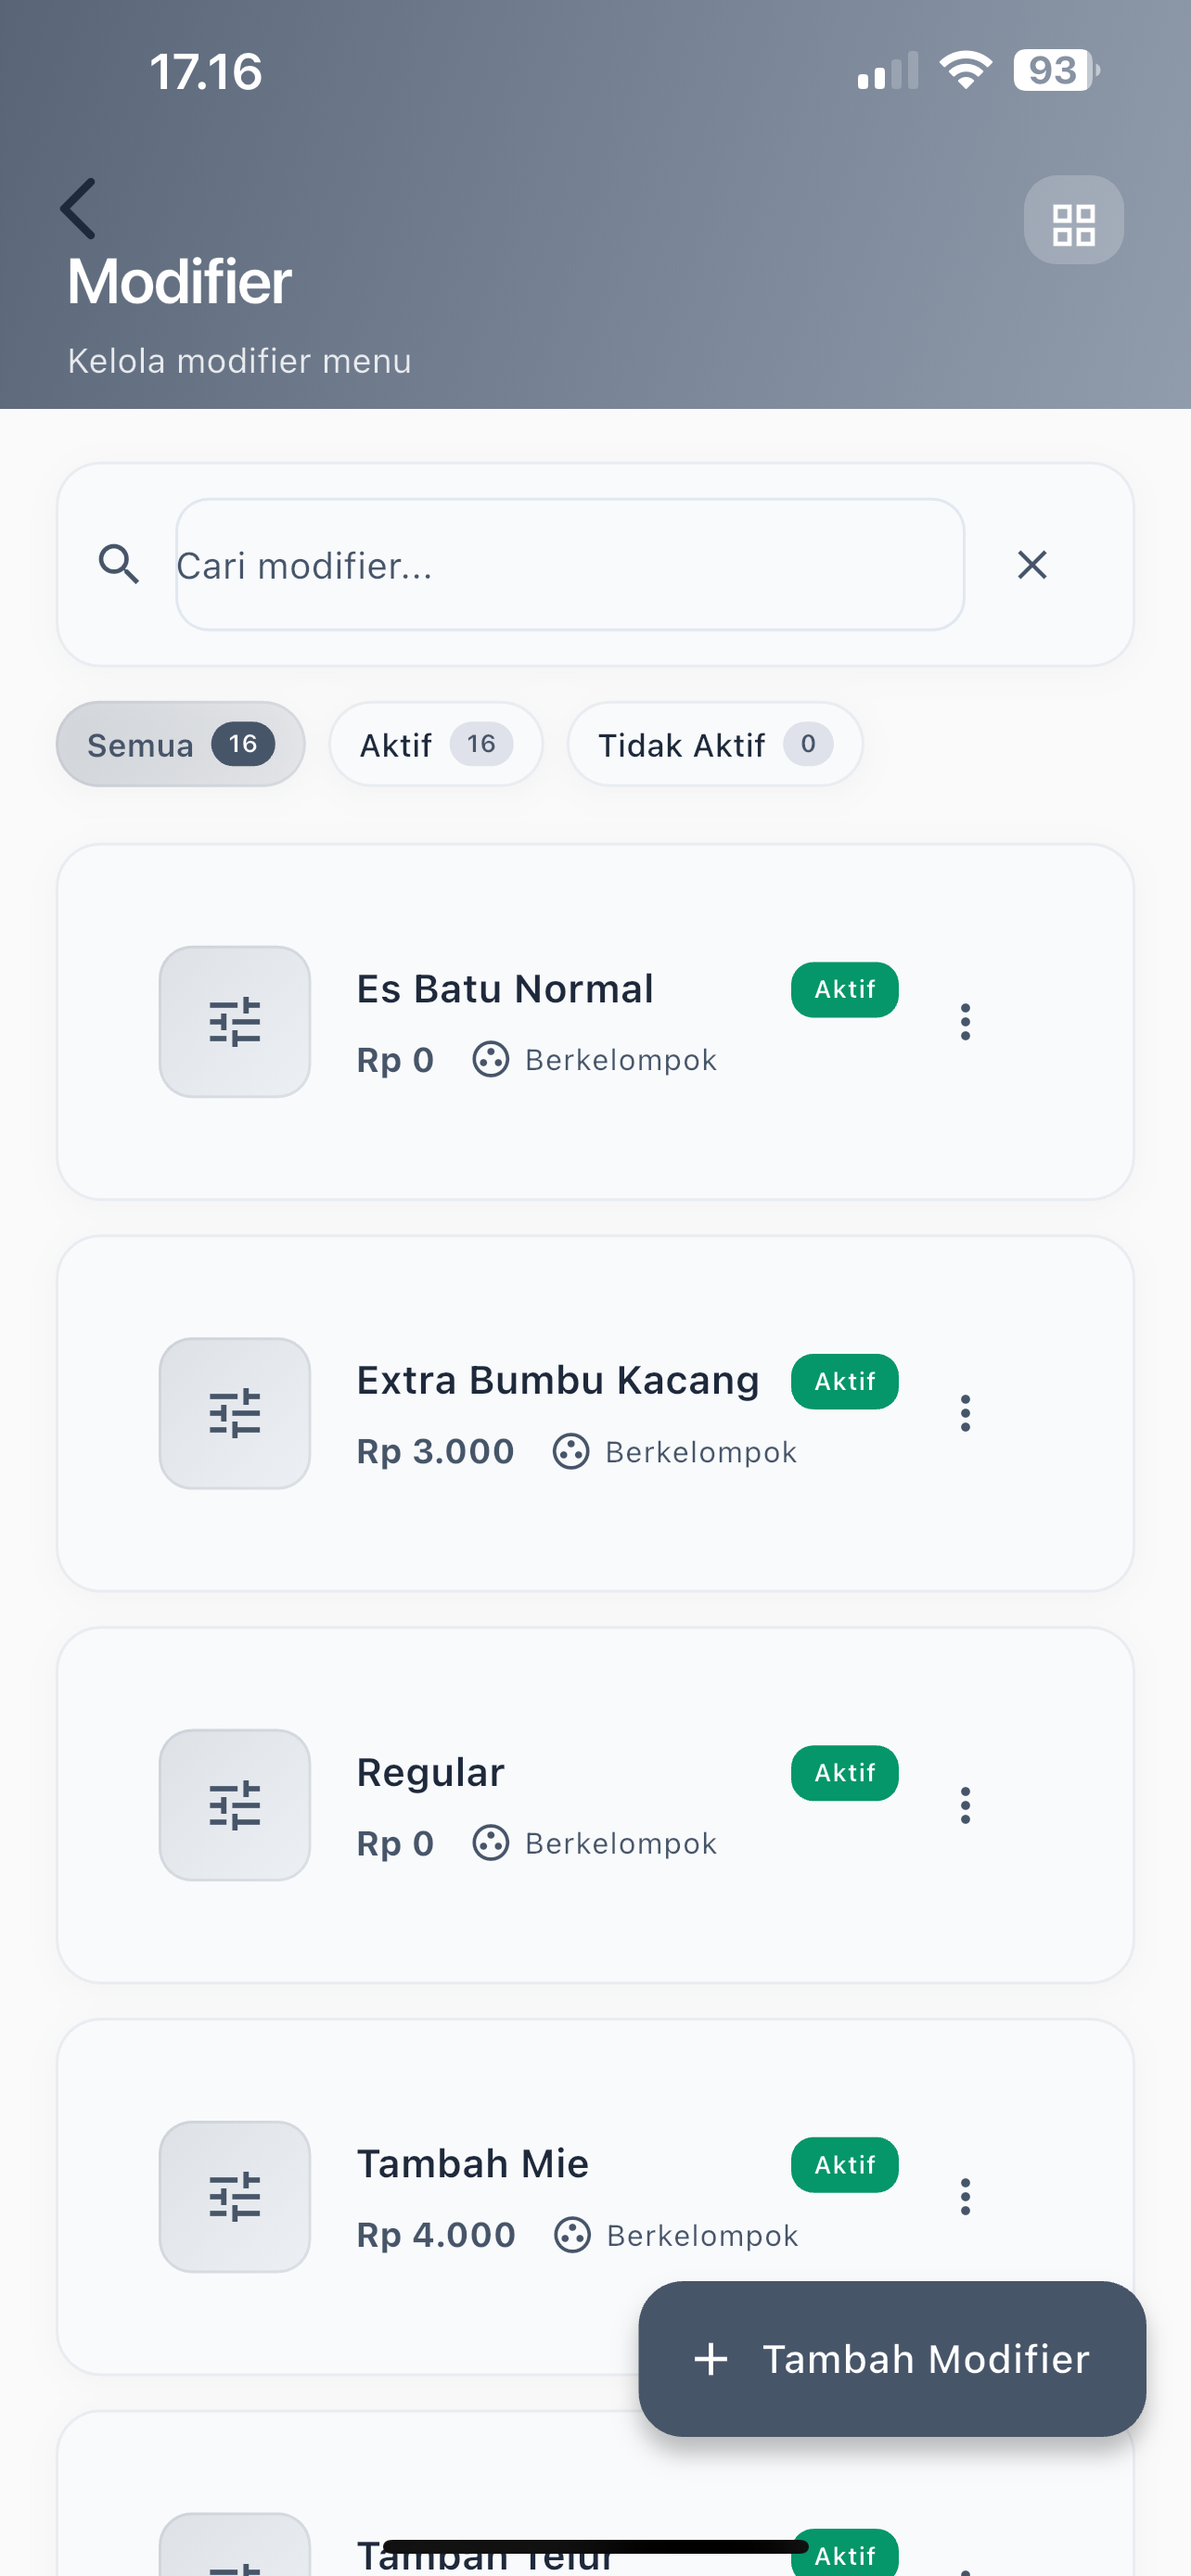 17.16
93
Modifier
Kelola modifier menu
Cari modifier...
Semua 16 Aktif 16 Tidak Aktif 0
Es Batu Normal Aktif
Rp 0 Berkelompok
Extra Bumbu Kacang Aktif
Rp 3.000 Berkelompok
Regular Aktif
Rp 0 Berkelompok
Tambah Mie Aktif
Rp 4.000 Berkelompok
+ Tambah Modifier
Tambah Telur Aktif